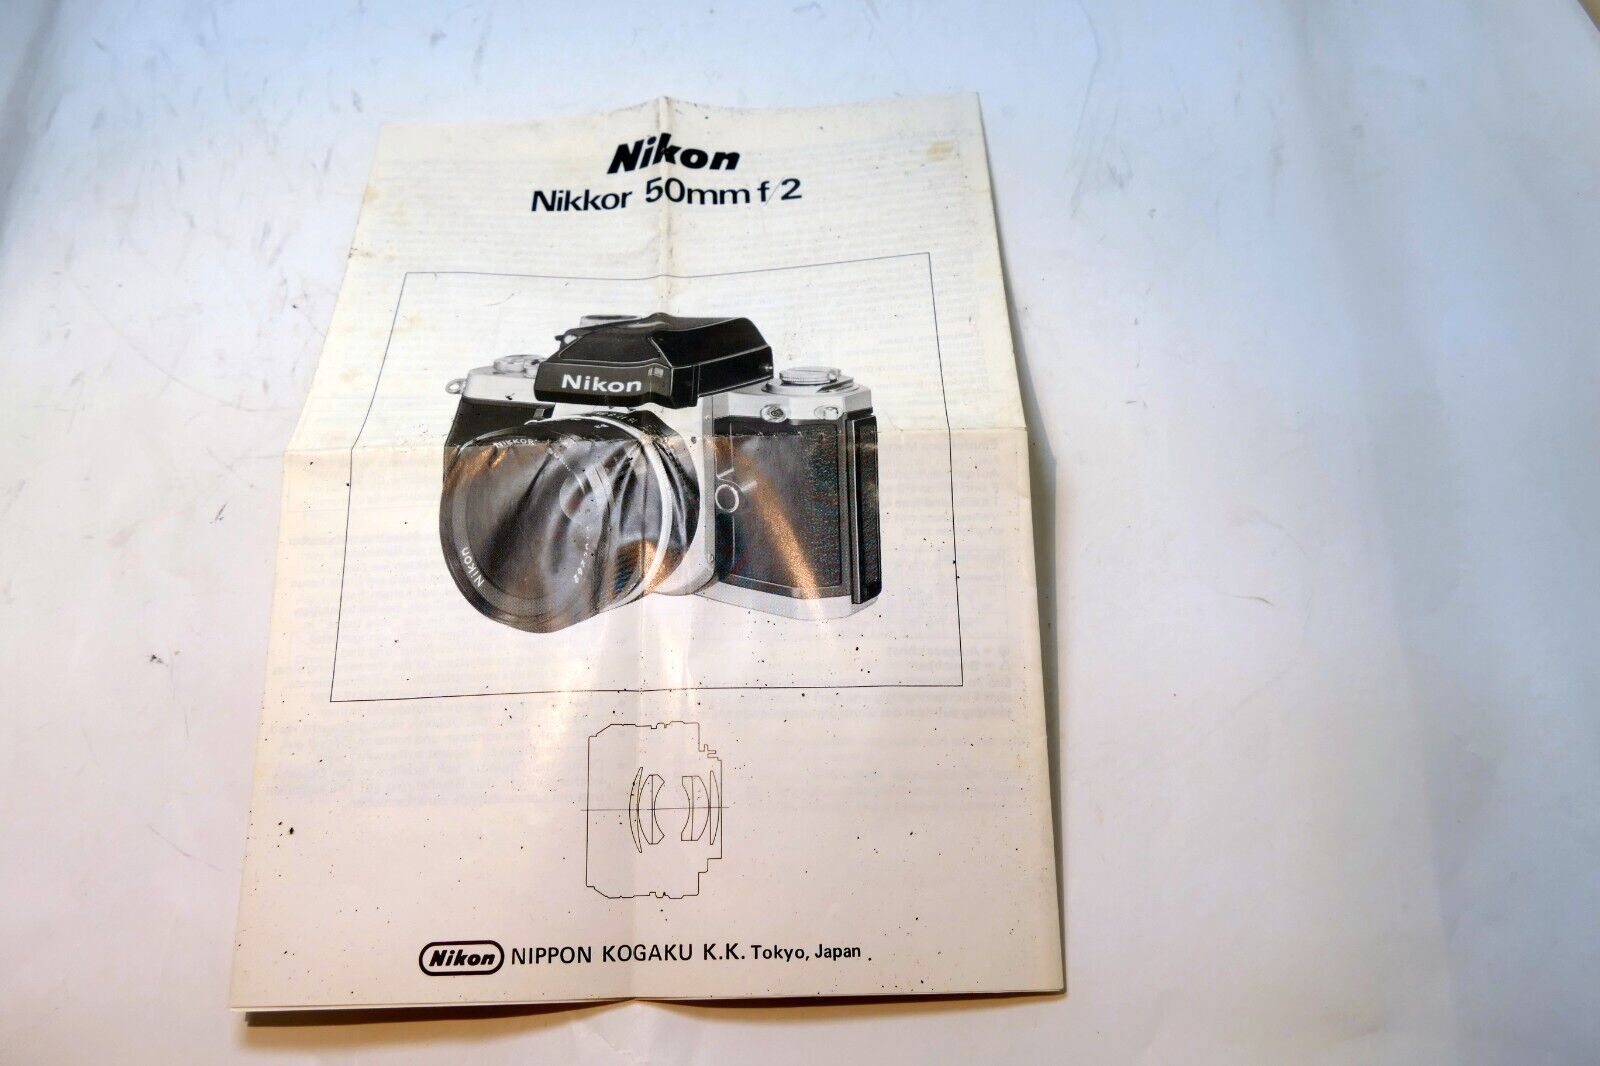 Nikon
Nikkor 50mm f/2
Nikon
NIKKOR
Nikon
Nikon NIPPON KOGAKU K.K. Tokyo, Japan